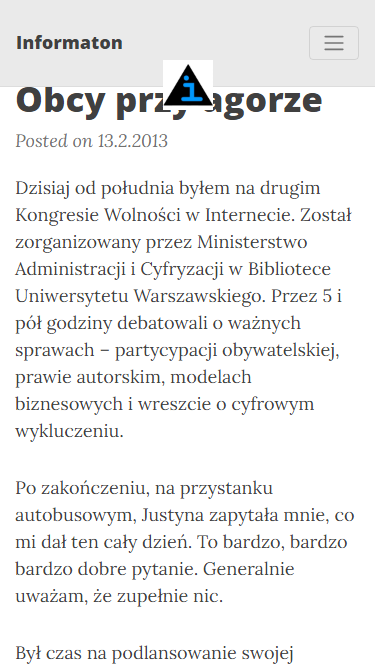 Informaton
Obcy przy agorze
Posted on 13.2.2013
Dzisiaj od południa byłem na drugim
Kongresie Wolności w Internecie. Został
zorganizowany przez Ministerstwo
Administracji i Cyfryzacji w Bibliotece
Uniwersytetu Warszawskiego. Przez 5 i
pół godziny debatowali o ważnych
sprawach – partycypacji obywatelskiej,
prawie autorskim, modelach
biznesowych i wreszcie o cyfrowym
wykluczeniu.
Po zakończeniu, na przystanku
autobusowym, Justyna zapytała mnie, co
mi dał ten cały dzień. To bardzo, bardzo
bardzo dobre pytanie. Generalnie
uważam, że zupełnie nic.
Był czas na podlansowanie swojej